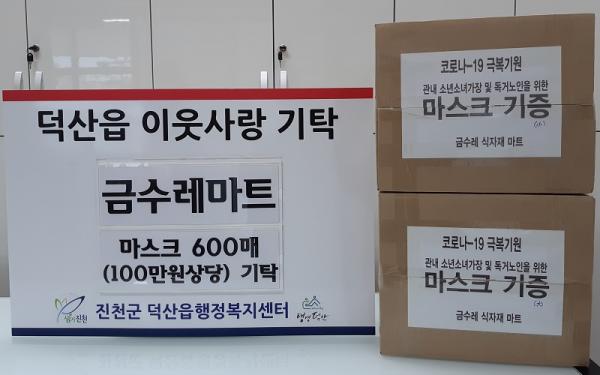 덕산읍 이웃사랑 기탁
금수레마트
마스크 600매
(100만원상당) 기탁
생거진천
진천군 덕산읍행정복지센터
코로나-19 극복기원
관내 소년소녀가장 및 독거노인을 위한
마스크 기증
금수레 식자재 마트
코로나-19 극복기원
관내 소년소녀가장 및 독거노인을 위한
마스크 기증
(大)
금수레 식자재 마트